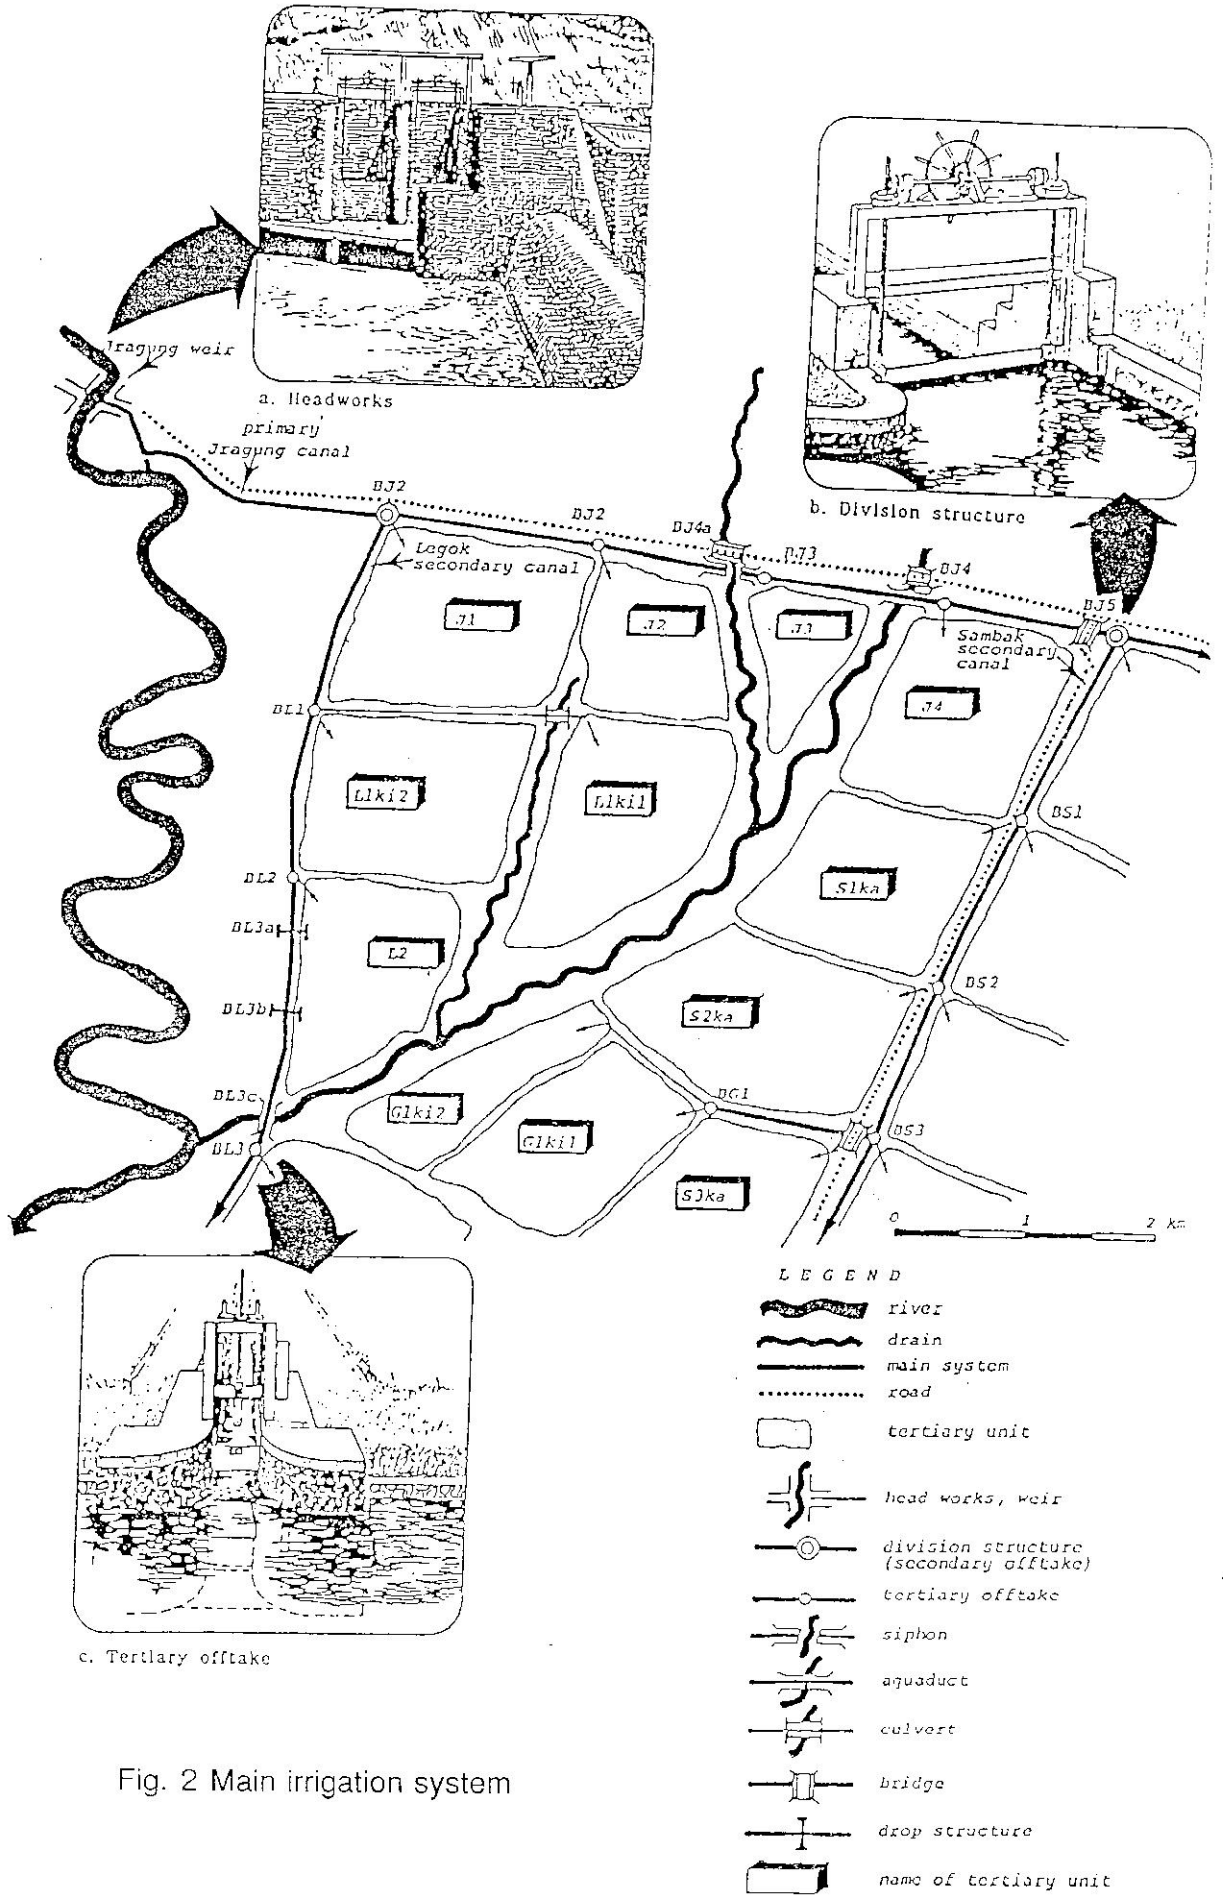 Jragung weir
a. Headworks
primary
Jragung canal
b. Division structure
BJ2
BJ2
BJ4a
BJ3
BJ4
BJ5
Legok
secondary canal
J1
J2
J3
Sambak
secondary
canal
J4
BL1
L1ki2
L1ki1
BS1
BL2
S1ka
BL3a
L2
BS2
BL3b
S2ka
BL3c
G1ki2
BG1
BL3
G1ki1
BS3
S3ka
0 1 2 km
LEGEND
river
drain
main system
road
tertiary unit
head works, weir
division structure
(secondary offtake)
tertiary offtake
siphon
aquaduct
culvert
bridge
drop structure
name of tertiary unit
c. Tertiary offtake
Fig. 2 Main irrigation system